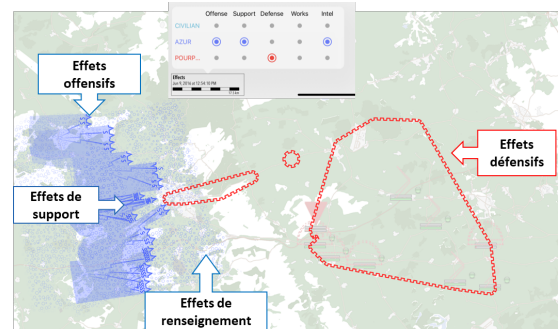 Offense Support Defense Works Intel
CIVILIAN
AZUR
POURP...
Effects
Effets
offensifs
Effets
défensifs
Effets de
support
Effets de
renseignement